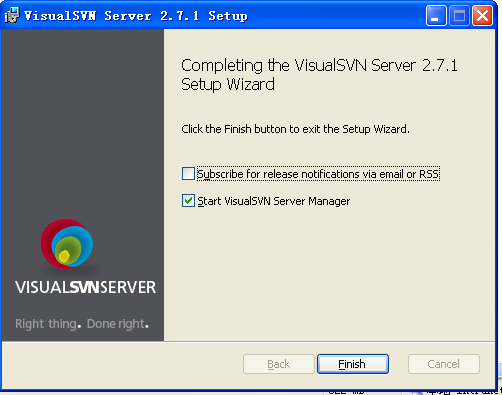 VisualSVN Server 2.7.1 Setup
Completing the VisualSVN Server 2.7.1
Setup Wizard
Click the Finish button to exit the Setup Wizard.
Subscribe for release notifications via email or RSS
Start VisualSVN Server Manager
VISUALSVNSERVER
Right thing. Done right.
Back
Finish
Cancel